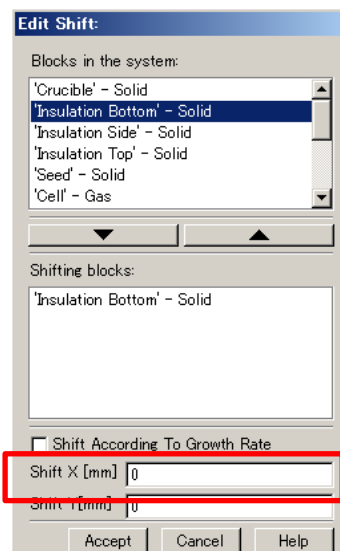 Edit Shift:
Blocks in the system:
'Crucible' - Solid
'Insulation Bottom' - Solid
'Insulation Side' - Solid
'Insulation Top' - Solid
'Seed' - Solid
'Cell' - Gas
Shifting blocks:
'Insulation Bottom' - Solid
Shift According To Growth Rate
Shift X [mm] 0
Shift Y [mm] 0
Accept Cancel Help